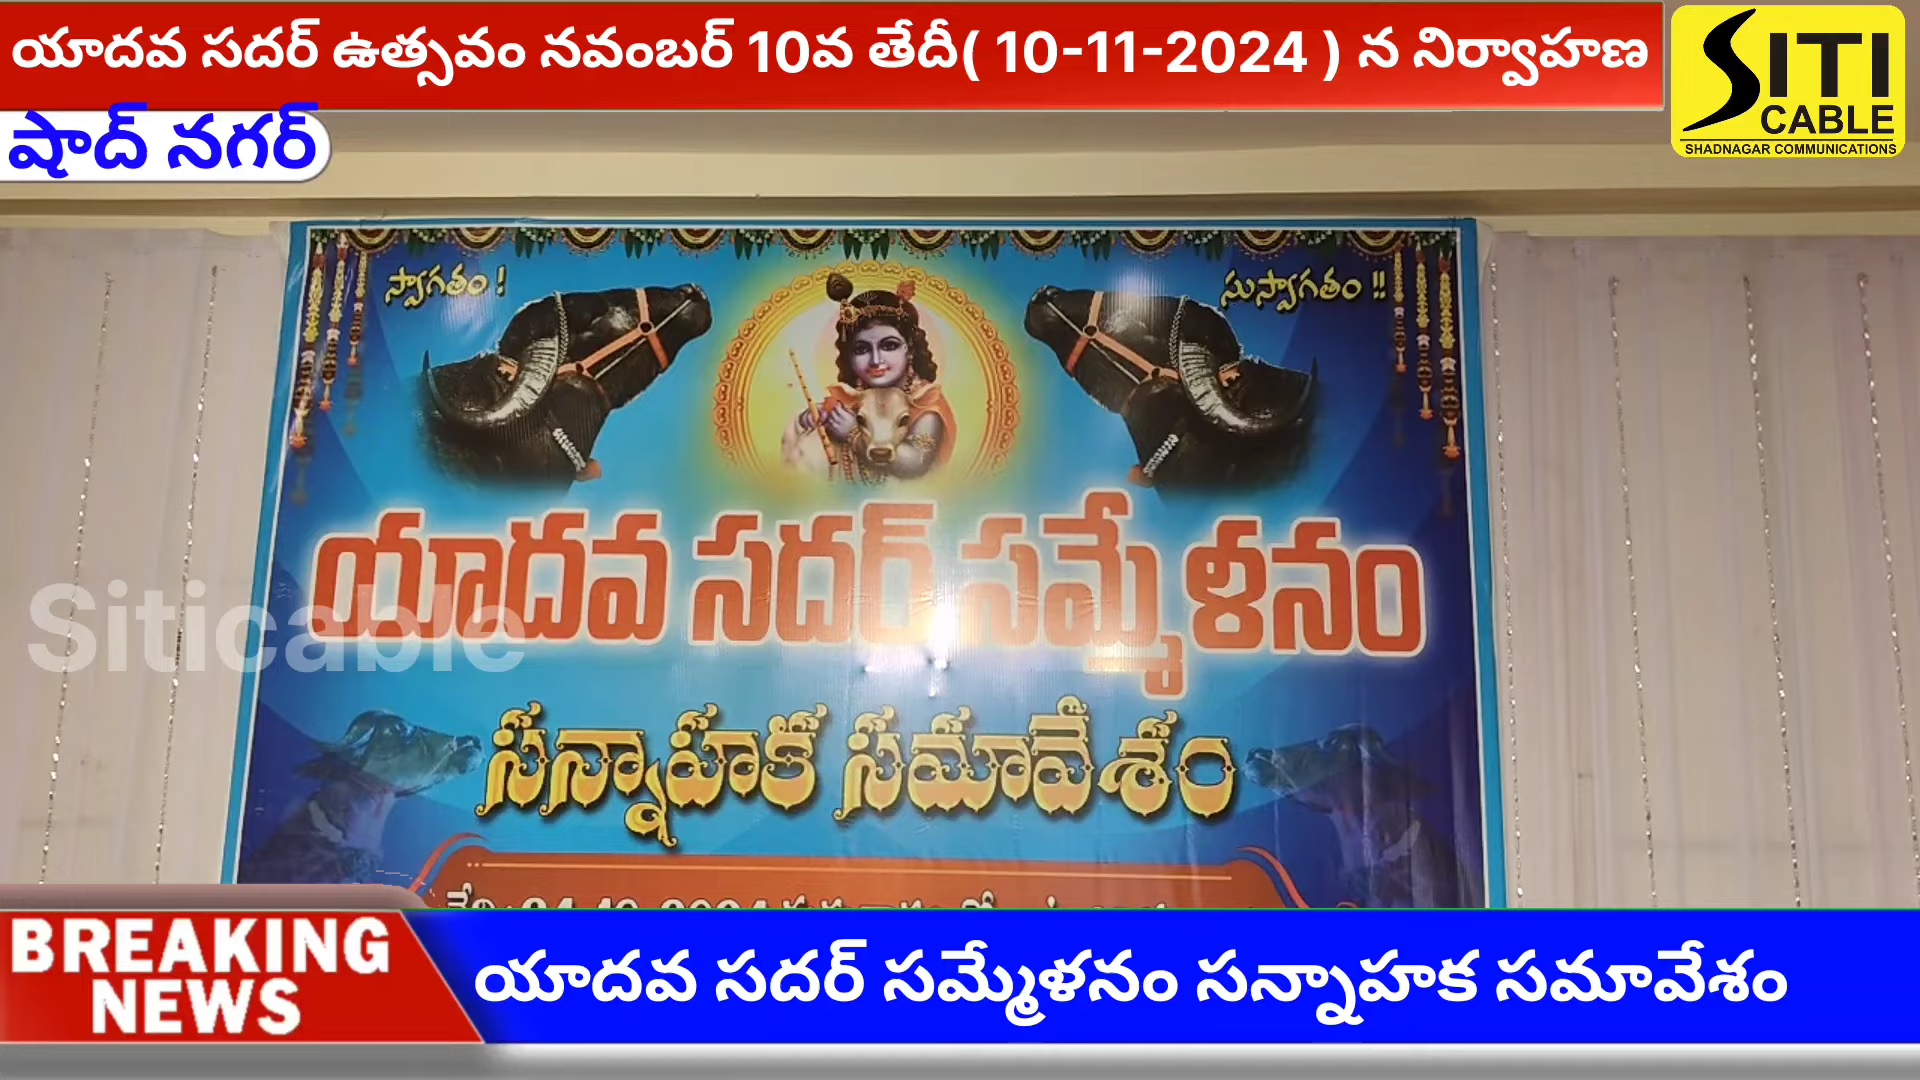 యాదవ సదర్ ఉత్సవం నవంబర్ 10వ తేదీ( 10-11-2024 ) న నిర్వాహణ
SITI
CABLE
SHADNAGAR COMMUNICATIONS
షాద్ నగర్
స్వాగతం !
సుస్వాగతం !!
యాదవ సదర్ సమ్మేళనం
Siticable
సన్నాహక సమావేశం
BREAKING
NEWS
యాదవ సదర్ సమ్మేళనం సన్నాహక సమావేశం